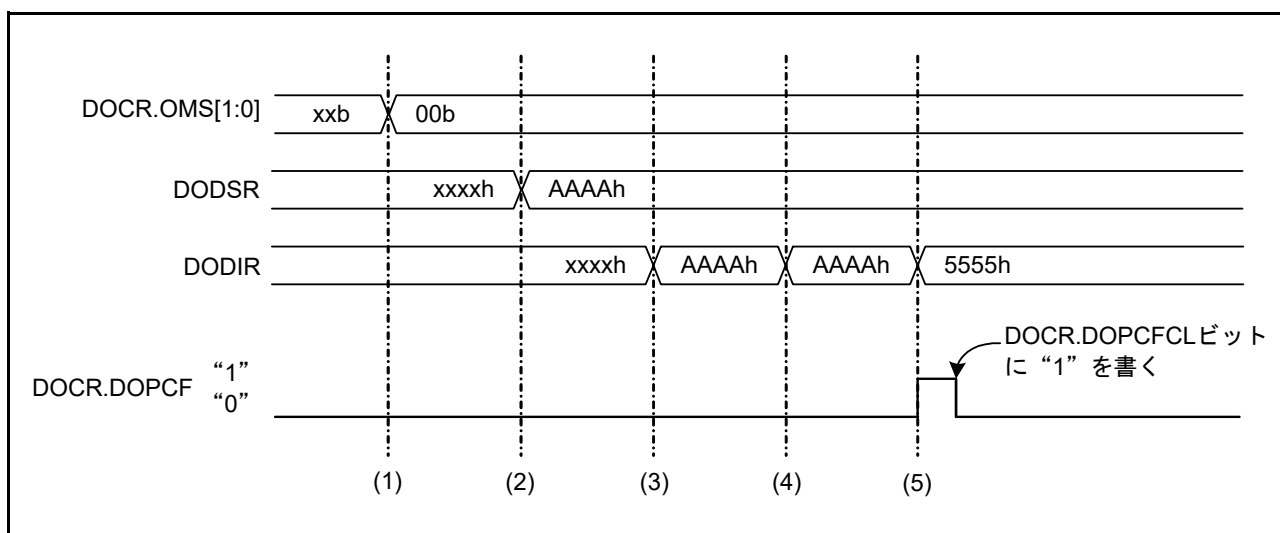 DOCR.OMS[1:0] xxb 00b
DODSR xxxxh AAAAh
DODIR xxxxh AAAAh AAAAh 5555h
DOCR.DOPCFCLビット
に“1”を書く
DOCR.DOPCF “1”
“0”
(1) (2) (3) (4) (5)